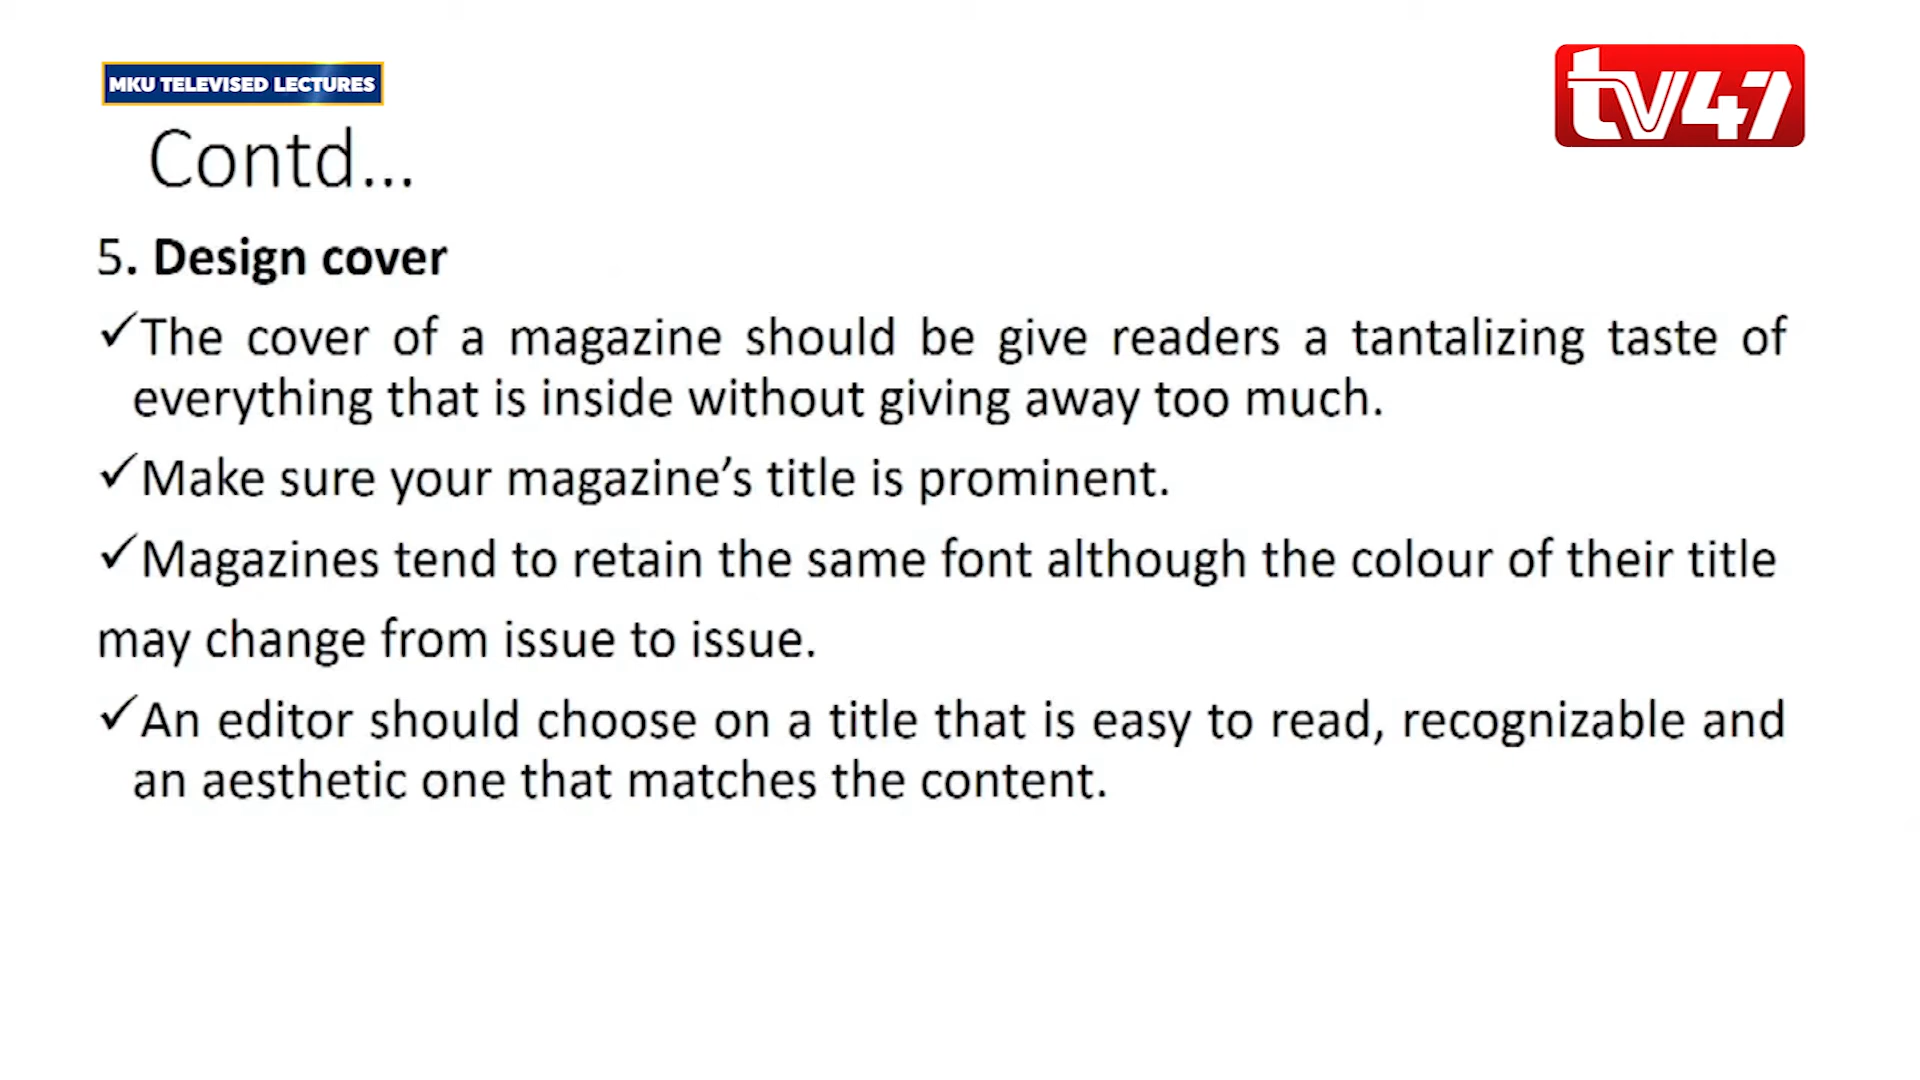 MKU TELEVISED LECTURES
tv47
Contd...
5. Design cover
✓The cover of a magazine should be give readers a tantalizing taste of
everything that is inside without giving away too much.
✓Make sure your magazine’s title is prominent.
✓Magazines tend to retain the same font although the colour of their title
may change from issue to issue.
✓An editor should choose on a title that is easy to read, recognizable and
an aesthetic one that matches the content.